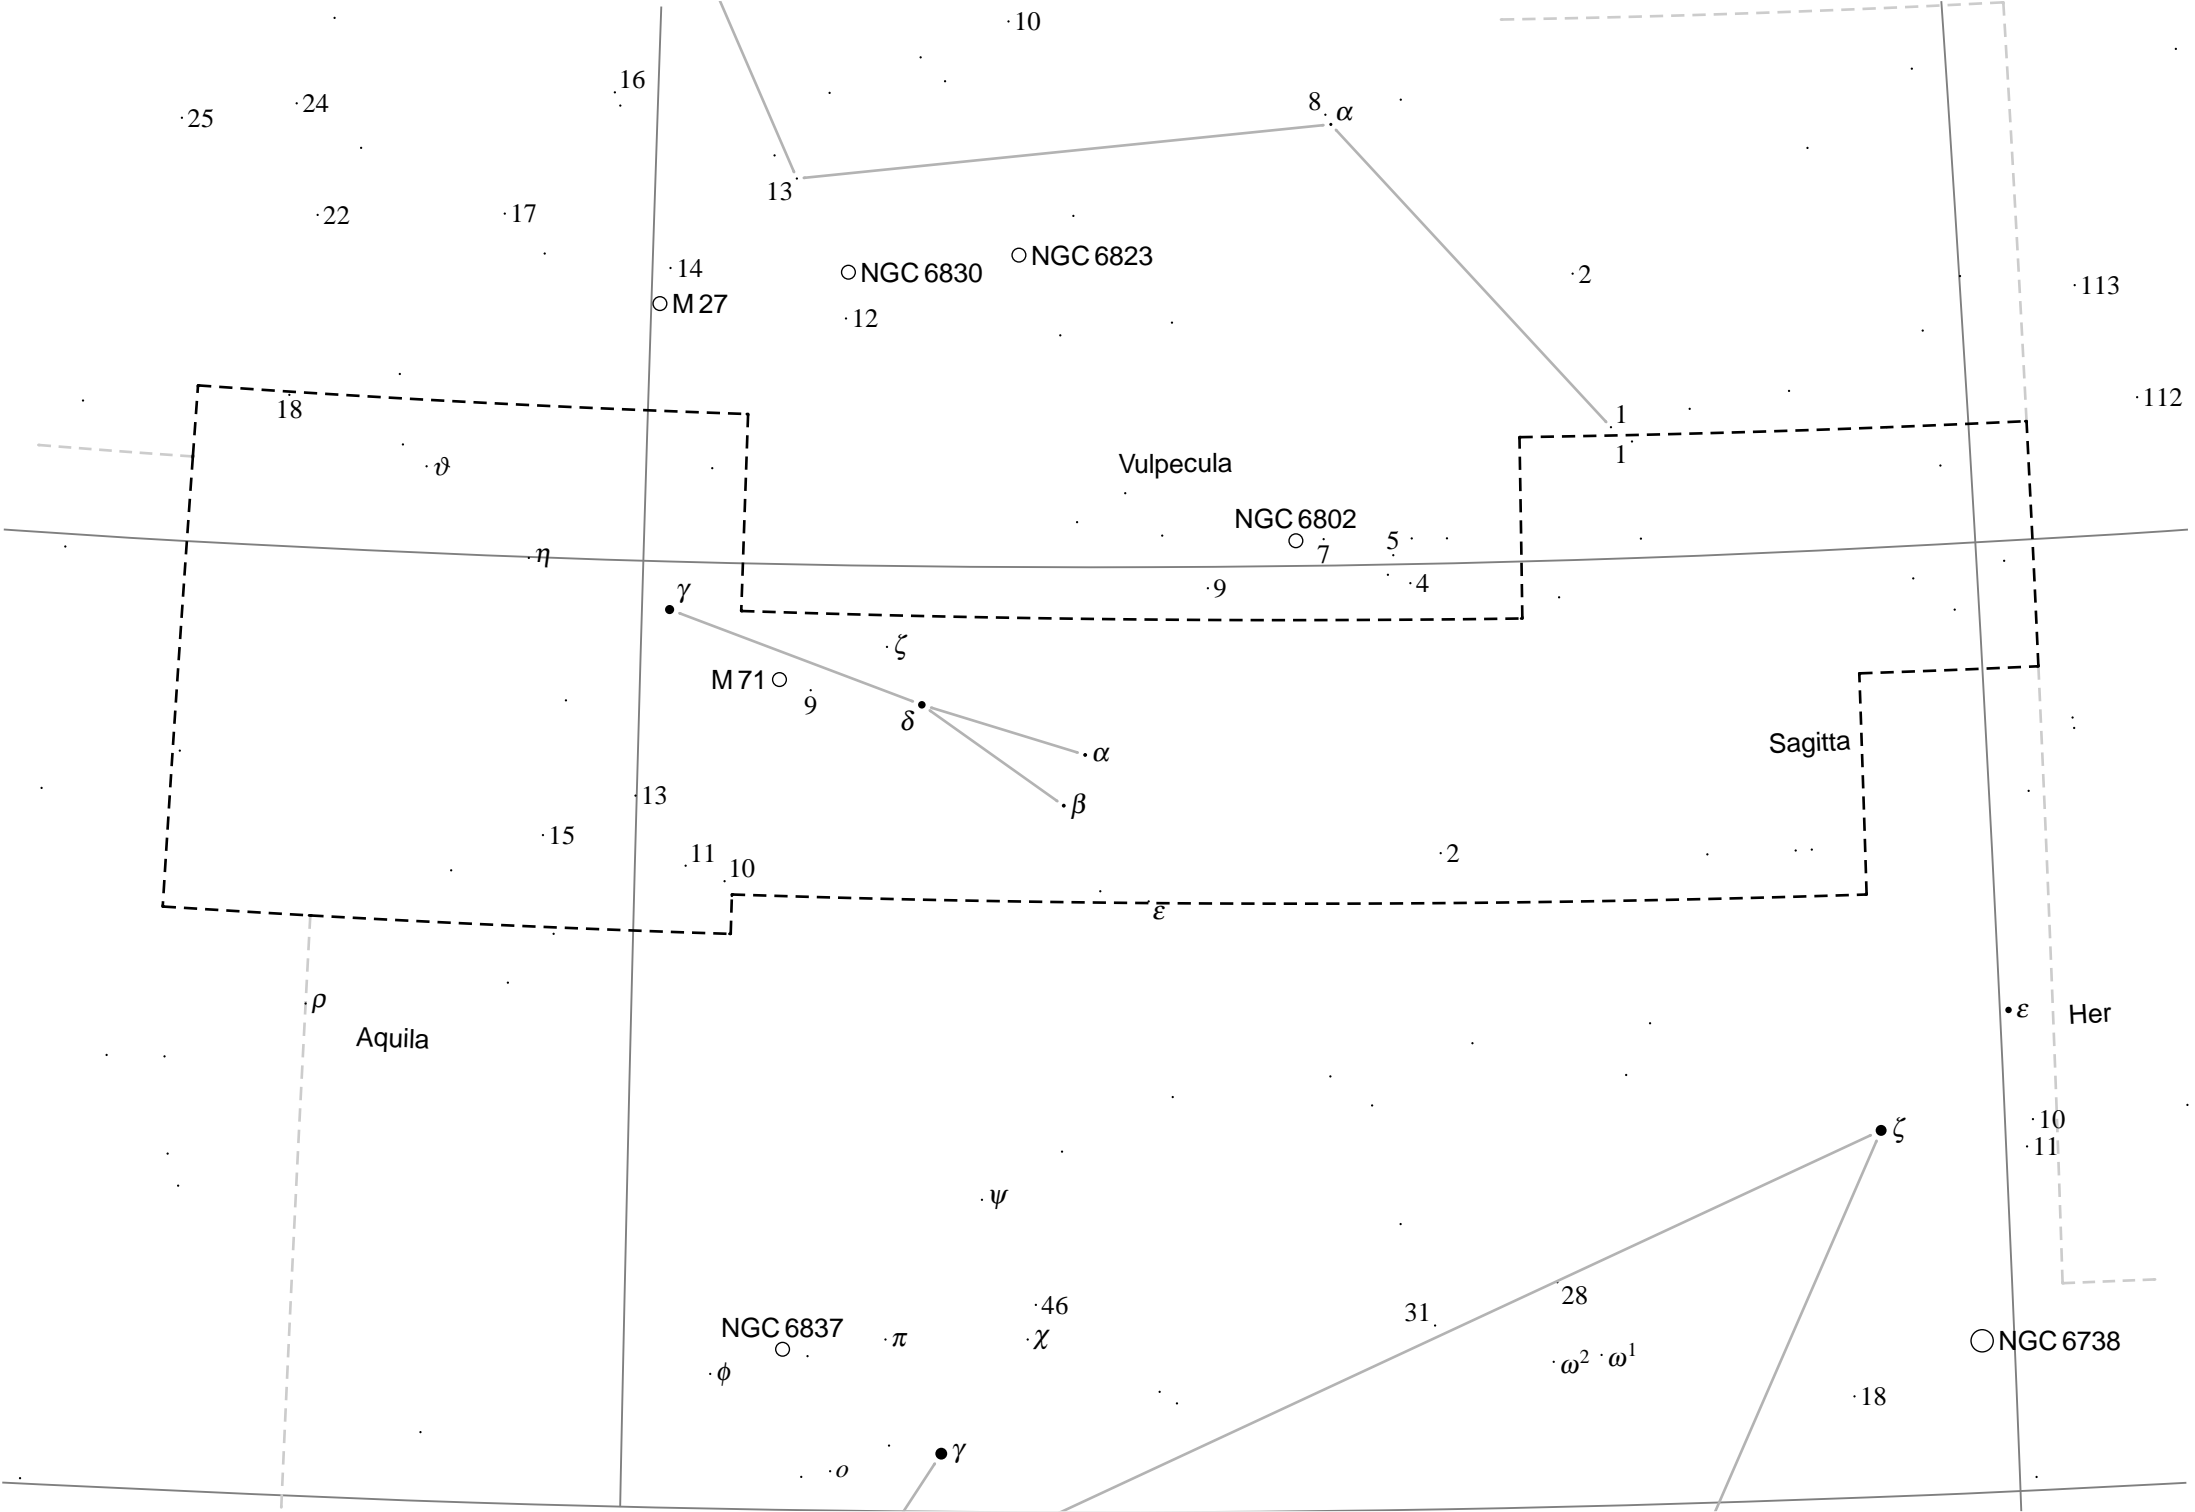 10
16
24
25
8
α
13
22
17
NGC 6823
NGC 6830
14
2
113
M 27
12
112
18
1
1
ϑ
Vulpecula
NGC 6802
5
7
η
4
9
γ
ζ
M 71
9
δ
Sagitta
α
13
β
15
11
10
2
ε
ρ
Aquila
ε
Her
10
ζ
11
ψ
28
46
31
NGC 6837
π
χ
NGC 6738
ω2
ω1
φ
18
γ
ο